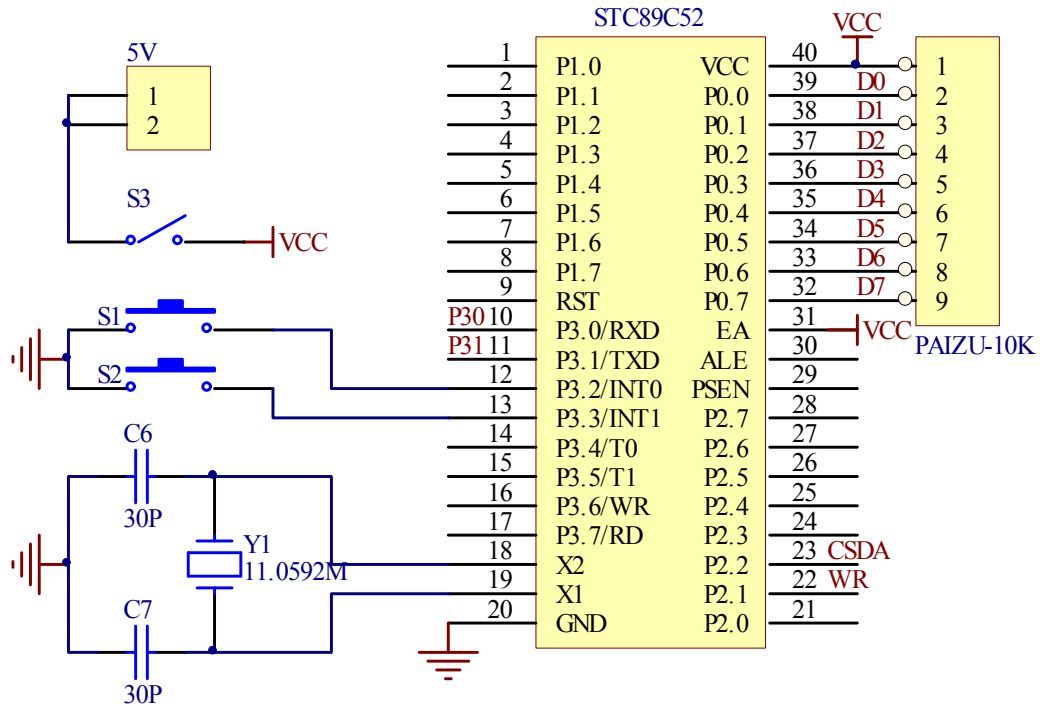 STC89C52
5V
1
2
S3
VCC
S1
S2
C6
30P
Y1
11.0592M
C7
30P
P30
P31
1 P1.0 VCC 40
2 P1.1 P0.0 39
3 P1.2 P0.1 38
4 P1.3 P0.2 37
5 P1.4 P0.3 36
6 P1.5 P0.4 35
7 P1.6 P0.5 34
8 P1.7 P0.6 33
9 RST P0.7 32
10 P3.0/RXD EA 31
11 P3.1/TXD ALE 30
12 P3.2/INT0 PSEN 29
13 P3.3/INT1 P2.7 28
14 P3.4/T0 P2.6 27
15 P3.5/T1 P2.5 26
16 P3.6/WR P2.4 25
17 P3.7/RD P2.3 24
18 X2 P2.2 23
19 X1 P2.1 22
20 GND P2.0 21
VCC
D0
D1
D2
D3
D4
D5
D6
D7
VCC
CSDA
WR
1
2
3
4
5
6
7
8
9
PAIZU-10K